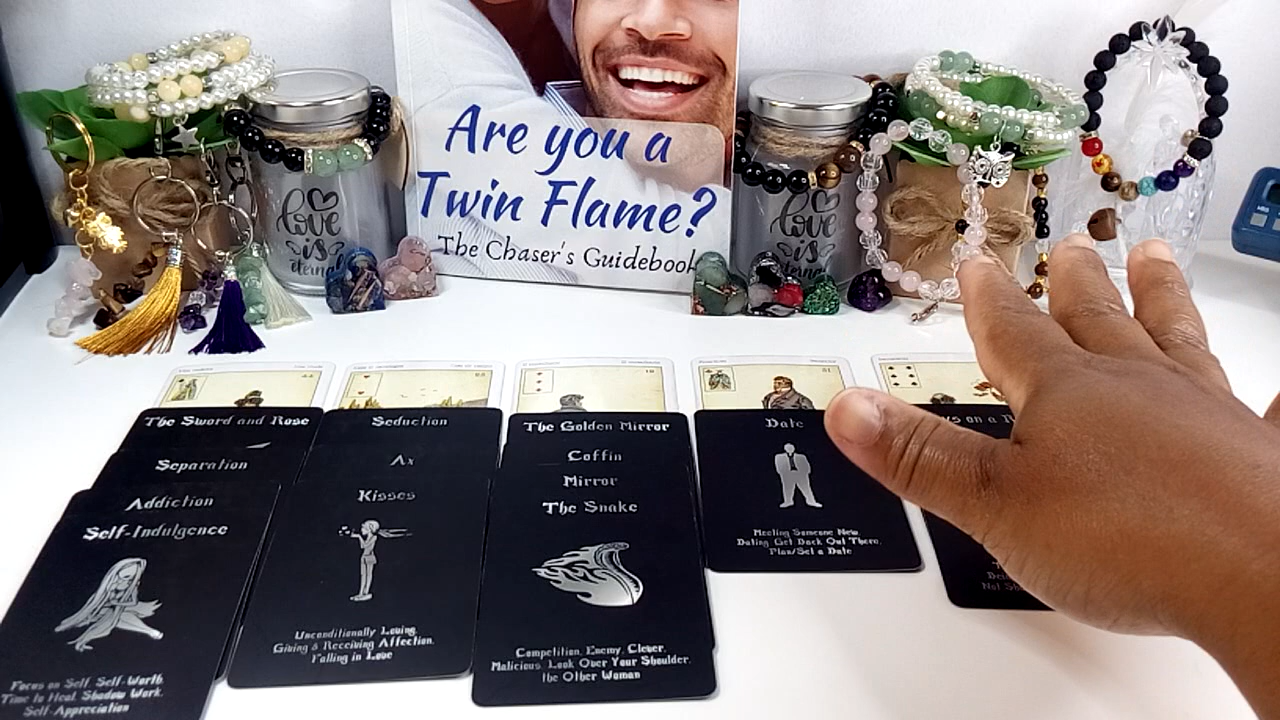 Are you a
Twin Flame?
The Chaser's Guidebook
love
is
eternal
love
is
eternal
The Sword and Rose
Separation
Addiction
Self-Indulgence
Focus on Self, Self-Worth,
Time to Heal, Shadow Work,
Self-Appreciation
Seduction
Ax
Kisses
Unconditionally Loving,
Giving & Receiving Affection,
Falling in Love
The Golden Mirror
Coffin
Mirror
The Snake
Competition, Enemy, Clever,
Malicious, Look Over Your Shoulder,
the Other Woman
Date
Meeting Someone New,
Dating Get Back Out There,
Plan/Set a Date
on a